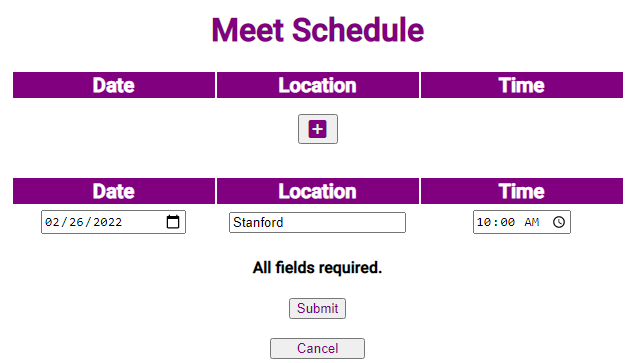 Meet Schedule
Date Location Time
Date Location Time
02/26/2022 Stanford 10:00 AM
All fields required.
Submit
Cancel